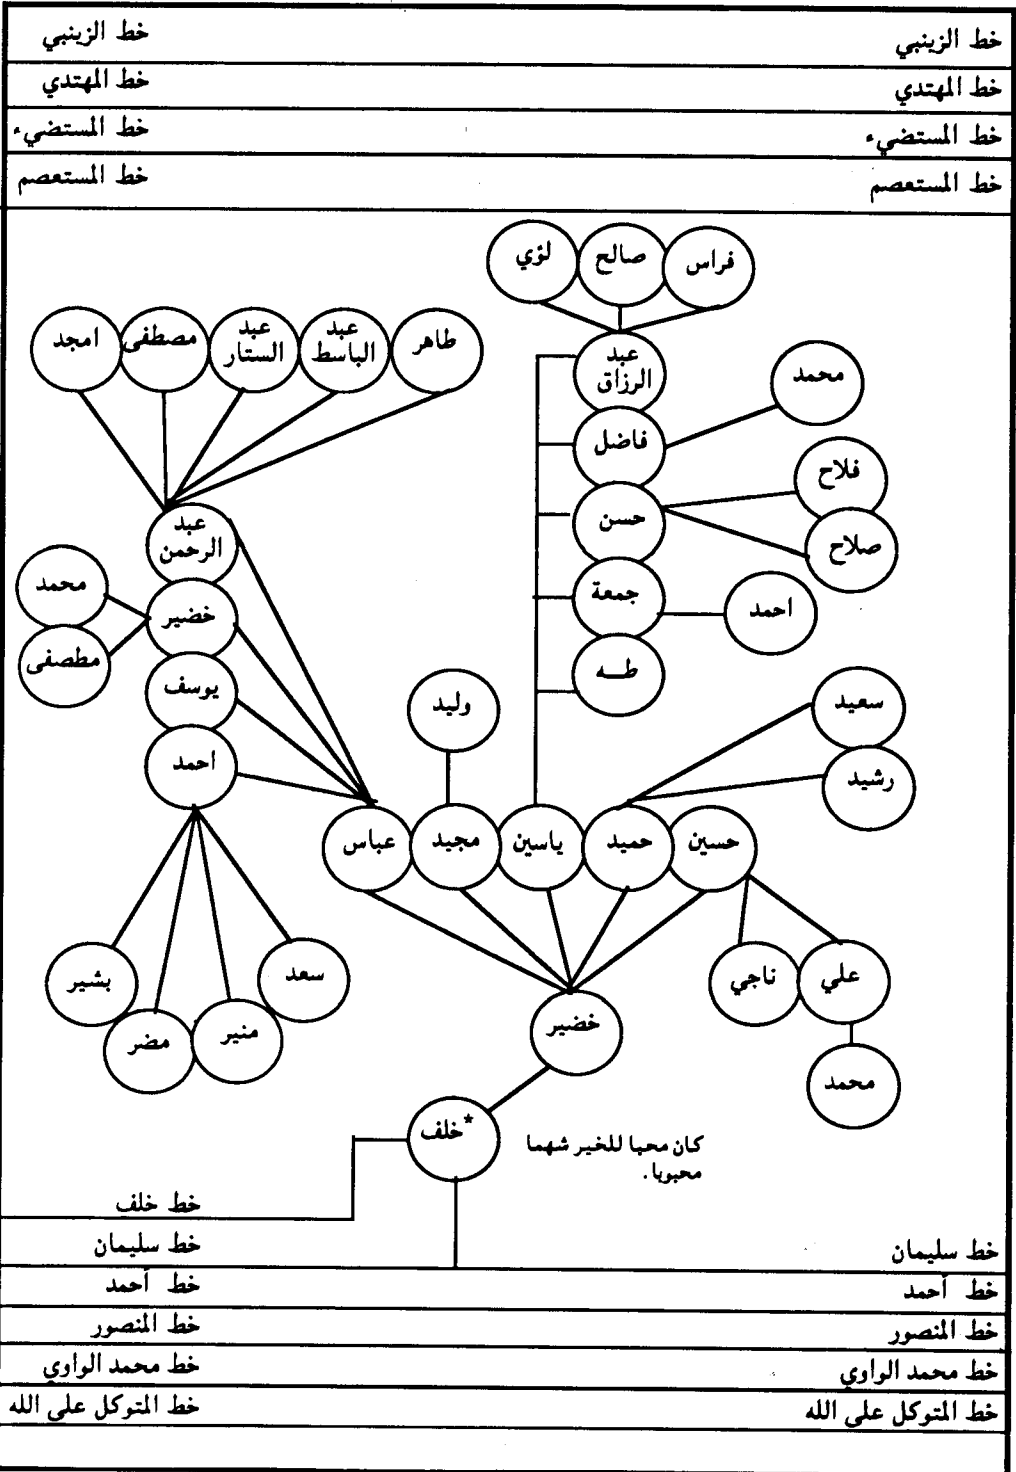 خط الزينبي خط الزينبي
خط المهتدي خط المهتدي
خط المستضيء خط المستضيء
خط المستعصم خط المستعصم
فراس صالح لؤي
طاهر
عبد الباسط
عبد الستار
مصطفى
امجد
عبد الرزاق
محمد
فاضل
فلاح
حسن
صلاح
جمعة
احمد
طه
عبد الرحمن
محمد
خضير
مطصفى
يوسف
احمد
وليد
سعيد
رشيد
حسين حميد ياسين مجيد عباس
علي ناجي
محمد
سعد
منير
مضر
بشير
خضير
*خلف
كان محبا للخير شهما
محبوبا.
خط خلف
خط سليمان خط سليمان
خط أحمد خط أحمد
خط المنصور خط المنصور
خط محمد الواوي خط محمد الواوي
خط المتوكل على الله خط المتوكل على الله